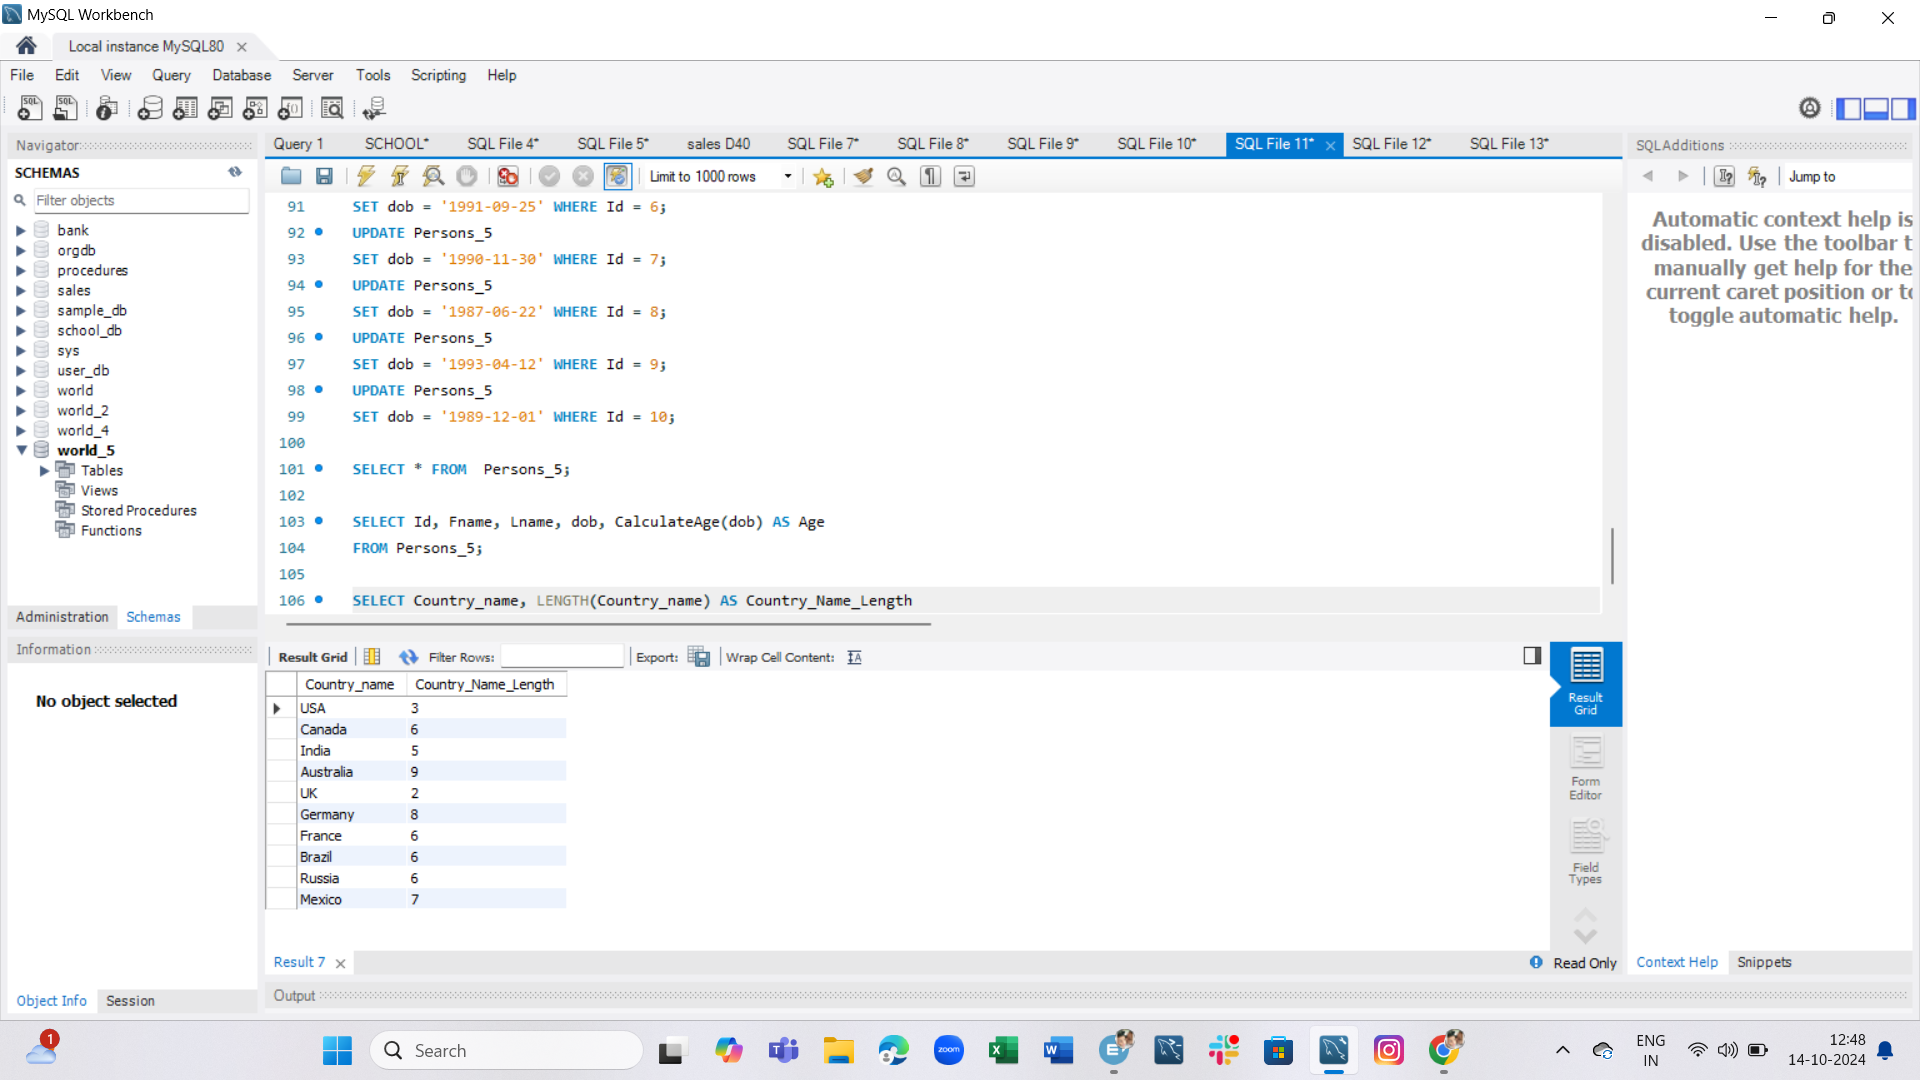 MySQL Workbench
Local instance MySQL80
File Edit View Query Database Server Tools Scripting Help
Navigator
SCHEMAS
Filter objects
bank
orgdb
procedures
sales
sample_db
school_db
sys
user_db
world
world_2
world_4
world_5
Tables
Views
Stored Procedures
Functions
Administration Schemas
Information
No object selected
Object Info Session
Query 1 SCHOOL* SQL File 4* SQL File 5* sales D40 SQL File 7* SQL File 8* SQL File 9* SQL File 10* SQL File 11* SQL File 12* SQL File 13*
Limit to 1000 rows
91 SET dob = '1991-09-25' WHERE Id = 6;
92 UPDATE Persons_5
93 SET dob = '1990-11-30' WHERE Id = 7;
94 UPDATE Persons_5
95 SET dob = '1987-06-22' WHERE Id = 8;
96 UPDATE Persons_5
97 SET dob = '1993-04-12' WHERE Id = 9;
98 UPDATE Persons_5
99 SET dob = '1989-12-01' WHERE Id = 10;
100
101 SELECT * FROM Persons_5;
102
103 SELECT Id, Fname, Lname, dob, CalculateAge(dob) AS Age
104 FROM Persons_5;
105
106 SELECT Country_name, LENGTH(Country_name) AS Country_Name_Length
Result Grid Filter Rows: Export: Wrap Cell Content:
Country_name Country_Name_Length
USA 3
Canada 6
India 5
Australia 9
UK 2
Germany 8
France 6
Brazil 6
Russia 6
Mexico 7
Result Grid
Form Editor
Field Types
Result 7
Read Only
Output
SQLAdditions
Jump to
Automatic context help is
disabled. Use the toolbar t
manually get help for the
current caret position or to
toggle automatic help.
Context Help Snippets
1
Search
zoom
ENG
IN
12:48
14-10-2024